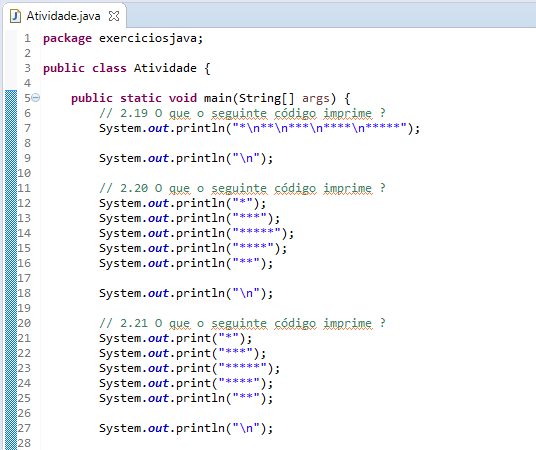 Atividade.java
1 package exerciciosjava;
2
3 public class Atividade {
4
5 public static void main(String[] args) {
6 // 2.19 O que o seguinte código imprime ?
7 System.out.println("*\n**\n***\n****\n*****");
8
9 System.out.println("\n");
10
11 // 2.20 O que o seguinte código imprime ?
12 System.out.println("*");
13 System.out.println("***");
14 System.out.println("*****");
15 System.out.println("****");
16 System.out.println("**");
17
18 System.out.println("\n");
19
20 // 2.21 O que o seguinte código imprime ?
21 System.out.print("*");
22 System.out.print("***");
23 System.out.print("*****");
24 System.out.print("****");
25 System.out.print("**");
26
27 System.out.println("\n");
28